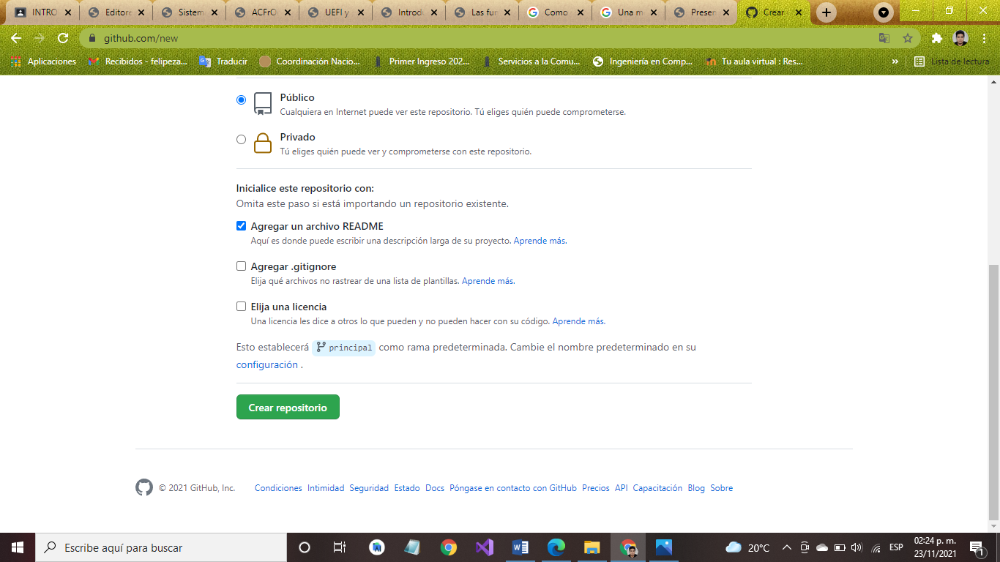 INTRO
Editore
Sistem
ACFrO
UEFI y
Introdu
Las fun
Como
Una m
Presen
Crear
github.com/new
Aplicaciones
Recibidos - felipeza...
Traducir
Coordinación Nacio...
Primer Ingreso 202...
Servicios a la Comu...
Ingeniería en Comp...
Tu aula virtual : Res...
»
Lista de lectura
Público
Cualquiera en Internet puede ver este repositorio. Tú eliges quién puede comprometerse.
Privado
Tú eliges quién puede ver y comprometerse con este repositorio.
Inicialice este repositorio con:
Omita este paso si está importando un repositorio existente.
Agregar un archivo README
Aquí es donde puede escribir una descripción larga de su proyecto. Aprende más.
Agregar .gitignore
Elija qué archivos no rastrear de una lista de plantillas. Aprende más.
Elija una licencia
Una licencia les dice a otros lo que pueden y no pueden hacer con su código. Aprende más.
Esto establecerá principal como rama predeterminada. Cambie el nombre predeterminado en su
configuración .
Crear repositorio
© 2021 GitHub, Inc. Condiciones Intimidad Seguridad Estado Docs Póngase en contacto con GitHub Precios API Capacitación Blog Sobre
Escribe aquí para buscar
20°C
ESP
02:24 p. m.
23/11/2021
1